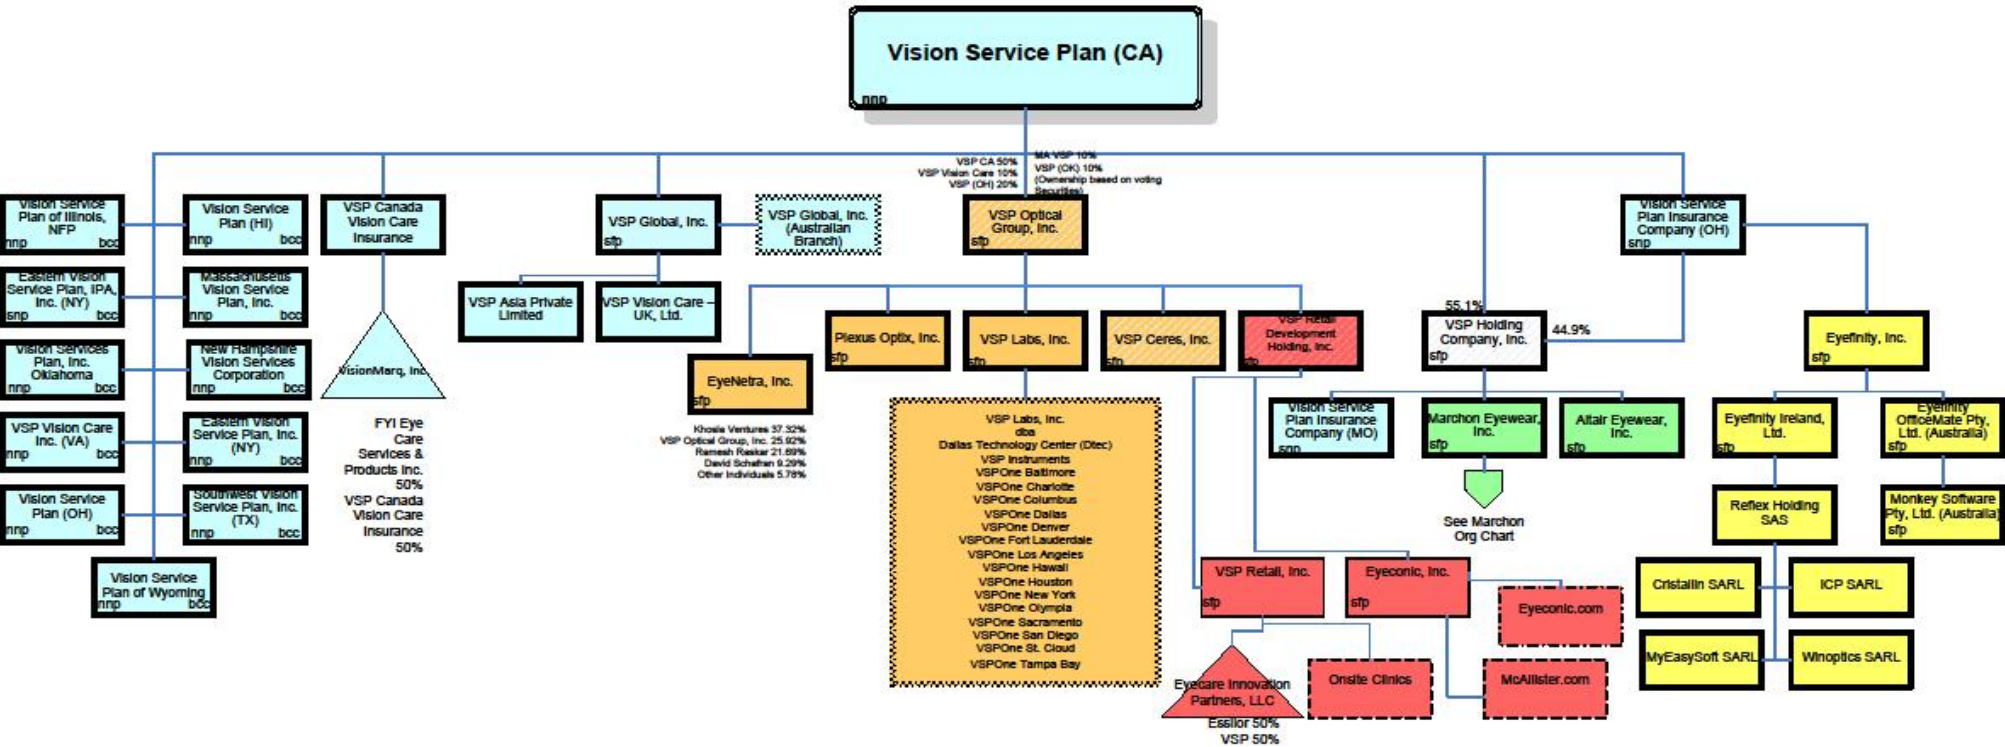 Vision Service Plan (CA)
nnp
VSP CA 50%
VSP Vision Care 10%
VSP (OH) 20%
MA VSP 10%
VSP (OK) 10%
(Ownership based on voting
Securities)
Vision Service
Plan of Illinois,
NFP
nnp bcc
Vision Service
Plan (HI)
nnp bcc
VSP Canada
Vision Care
Insurance
VSP Global, Inc.
sfp
VSP Global, Inc.
(Australian
Branch)
VSP Optical
Group, Inc.
sfp
Vision Service
Plan Insurance
Company (OH)
snp
Eastern Vision
Service Plan, IPA,
Inc. (NY)
snp bcc
Massachusetts
Vision Service
Plan, Inc.
nnp bcc
VSP Asia Private
Limited
VSP Vision Care –
UK, Ltd.
Plexus Optix, Inc.
sfp
VSP Labs, Inc.
sfp
VSP Ceres, Inc.
sfp
VSP Retail
Development
Holding, Inc.
sfp
55.1%
VSP Holding
Company, Inc.
sfp
44.9%
Eyefinity, Inc.
sfp
Vision Services
Plan, Inc.
Oklahoma
nnp bcc
New Hampshire
Vision Services
Corporation
nnp bcc
VisionMarq, Inc.
EyeNetra, Inc.
sfp
Khosla Ventures 37.32%
VSP Optical Group, Inc. 25.92%
Ramesh Raskar 21.69%
David Schafran 9.29%
Other Individuals 5.78%
VSP Vision Care
Inc. (VA)
nnp bcc
Eastern Vision
Service Plan, Inc.
(NY)
nnp bcc
FYI Eye
Care
Services &
Products Inc.
50%
VSP Canada
Vision Care
Insurance
50%
VSP Labs, Inc.
dba
Dallas Technology Center (Dtec)
VSP Instruments
VSPOne Baltimore
VSPOne Charlotte
VSPOne Columbus
VSPOne Dallas
VSPOne Denver
VSPOne Fort Lauderdale
VSPOne Los Angeles
VSPOne Hawaii
VSPOne Houston
VSPOne New York
VSPOne Olympia
VSPOne Sacramento
VSPOne San Diego
VSPOne St. Cloud
VSPOne Tampa Bay
Vision Service
Plan Insurance
Company (MO)
snp
Marchon Eyewear,
Inc.
sfp
Altair Eyewear,
Inc.
sfp
See Marchon
Org Chart
Eyefinity Ireland,
Ltd.
sfp
Eyefinity
OfficeMate Pty,
Ltd. (Australia)
sfp
Vision Service
Plan (OH)
nnp bcc
Southwest Vision
Service Plan, Inc.
(TX)
nnp bcc
Reflex Holding
SAS
Monkey Software
Pty, Ltd. (Australia)
sfp
Vision Service
Plan of Wyoming
nnp bcc
VSP Retail, Inc.
sfp
Eyeconic, Inc.
sfp
Eyeconic.com
Cristallin SARL
ICP SARL
MyEasySoft SARL
Winoptics SARL
Eyecare Innovation
Partners, LLC
Essilor 50%
VSP 50%
Onsite Clinics
McAllister.com